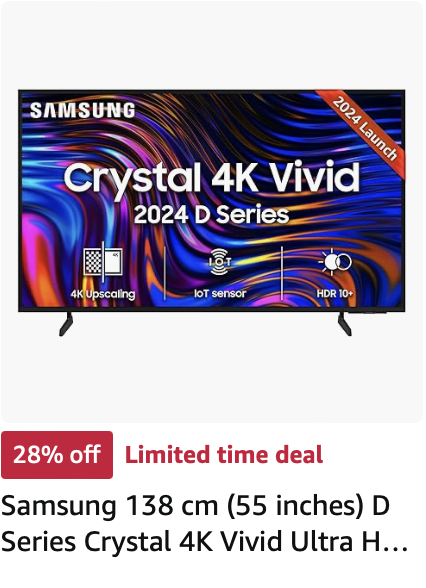 SAMSUNG
2024 Launch
Crystal 4K Vivid
2024 D Series
4K Upscaling
IOT
IoT sensor
HDR 10+
28% off
Limited time deal
Samsung 138 cm (55 inches) D
Series Crystal 4K Vivid Ultra H...